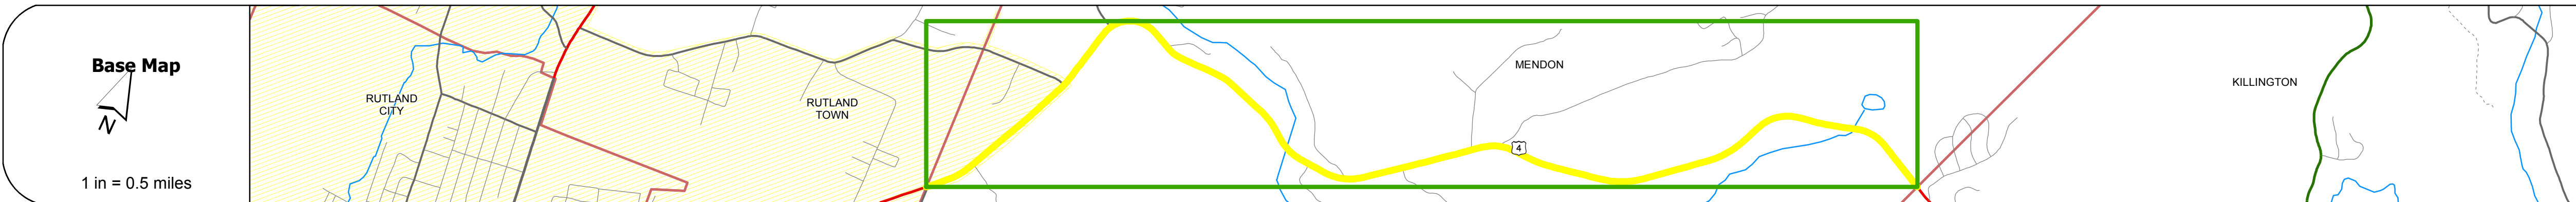 Base Map
N
1 in = 0.5 miles
RUTLAND
CITY
RUTLAND
TOWN
MENDON
4
KILLINGTON